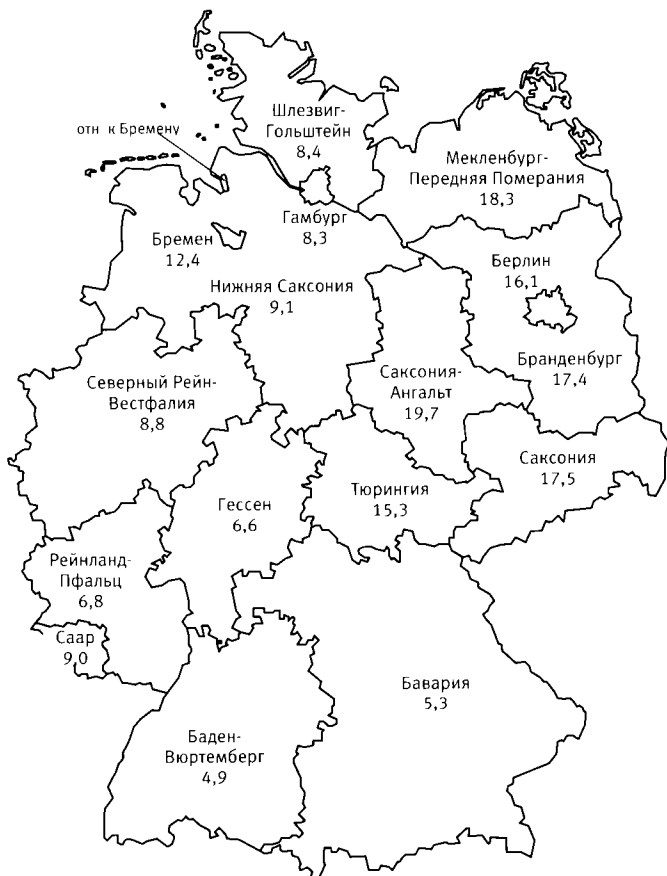 Шлезвиг-
Гольштейн
8,4
отн к Бремену
Мекленбург-
Передняя Померания
18,3
Гамбург
8,3
Бремен
12,4
Берлин
16,1
Нижняя Саксония
9,1
Северный Рейн-
Вестфалия
8,8
Саксония-
Ангальт
19,7
Бранденбург
17,4
Саксония
17,5
Гессен
6,6
Тюрингия
15,3
Рейнланд-
Пфальц
6,8
Саар
9,0
Бавария
5,3
Баден-
Вюртемберг
4,9